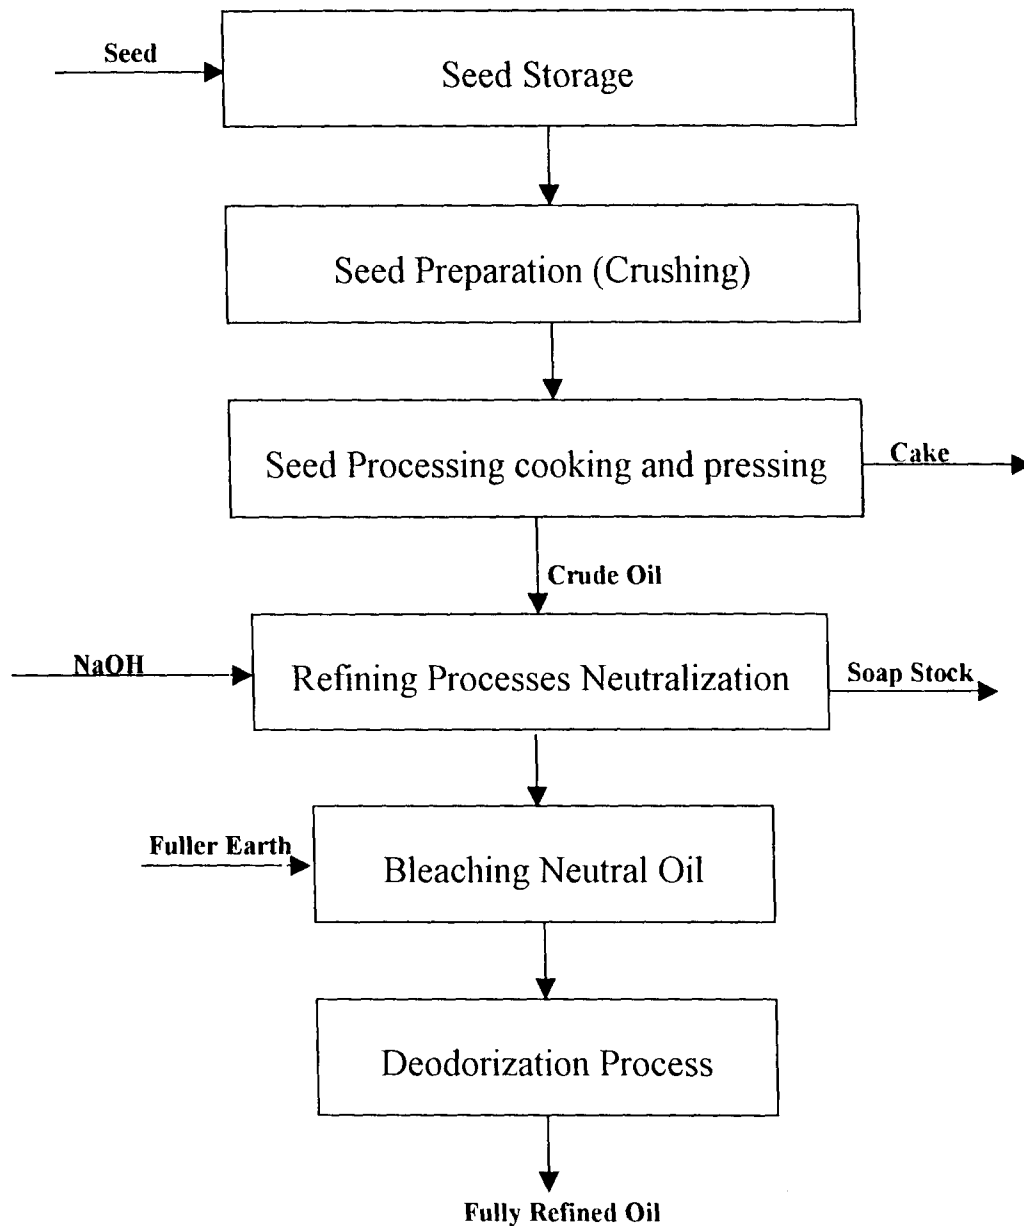 Seed
Seed Storage
Seed Preparation (Crushing)
Seed Processing cooking and pressing
Cake
Crude Oil
NaOH
Refining Processes Neutralization
Soap Stock
Fuller Earth
Bleaching Neutral Oil
Deodorization Process
Fully Refined Oil